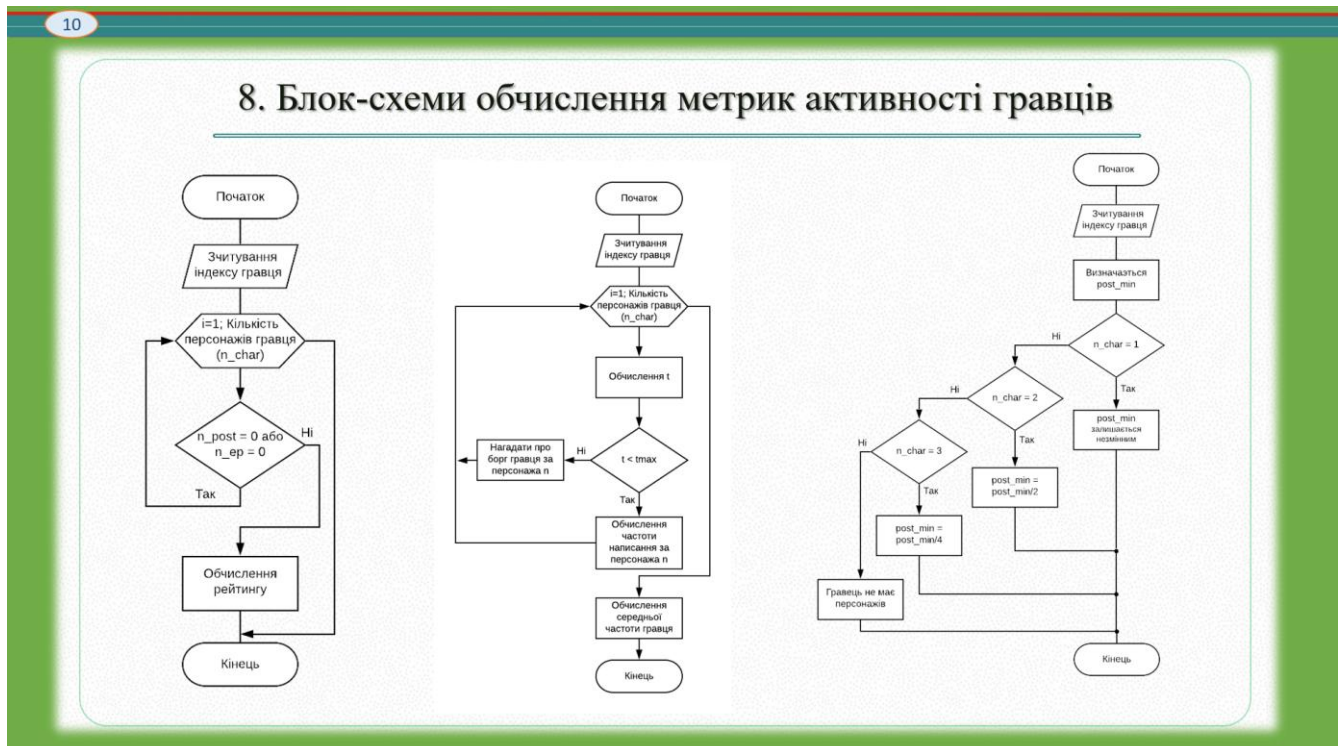 10
8. Блок-схеми обчислення метрик активності гравців
Початок
Зчитування
індексу гравця
i=1; Кількість
персонажів гравця
(n_char)
n_post = 0 або
n_ep = 0
Ні
Так
Обчислення
рейтингу
Кінець
Початок
Зчитування
індексу гравця
i=1; Кількість
персонажів гравця
(n_char)
Обчислення t
t < tmax
Ні
Нагадати про
борг гравця за
персонажа n
Так
Обчислення
частоти
написання за
персонажа n
Обчислення
середньої
частоти гравця
Кінець
Початок
Зчитування
індексу гравця
Визначаэться
post_min
n_char = 1
Ні
Так
post_min
залишається
незмінним
n_char = 2
Ні
Так
post_min =
post_min/2
n_char = 3
Ні
Так
post_min =
post_min/4
Гравець не має
персонажів
Кінець